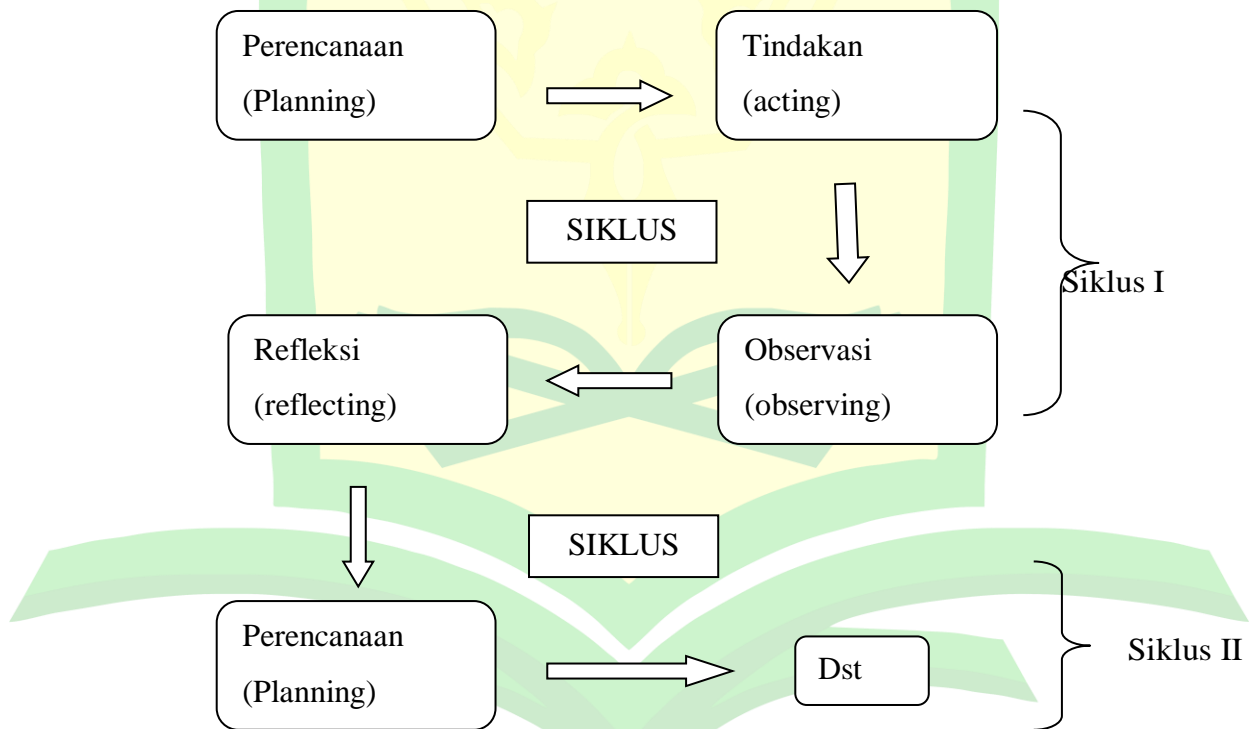 Perencanaan
(Planning)
Tindakan
(acting)
SIKLUS
Siklus I
Refleksi
(reflecting)
Observasi
(observing)
SIKLUS
Perencanaan
(Planning)
Dst
Siklus II